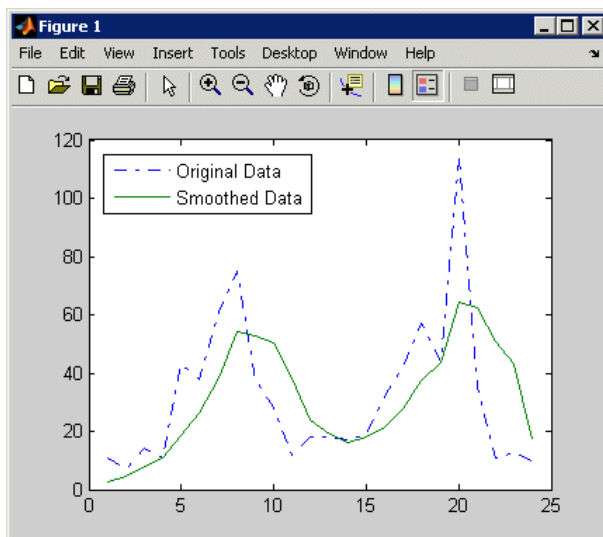 Figure 1
File Edit View Insert Tools Desktop Window Help
120
100
80
60
40
20
0
Original Data
Smoothed Data
0 5 10 15 20 25